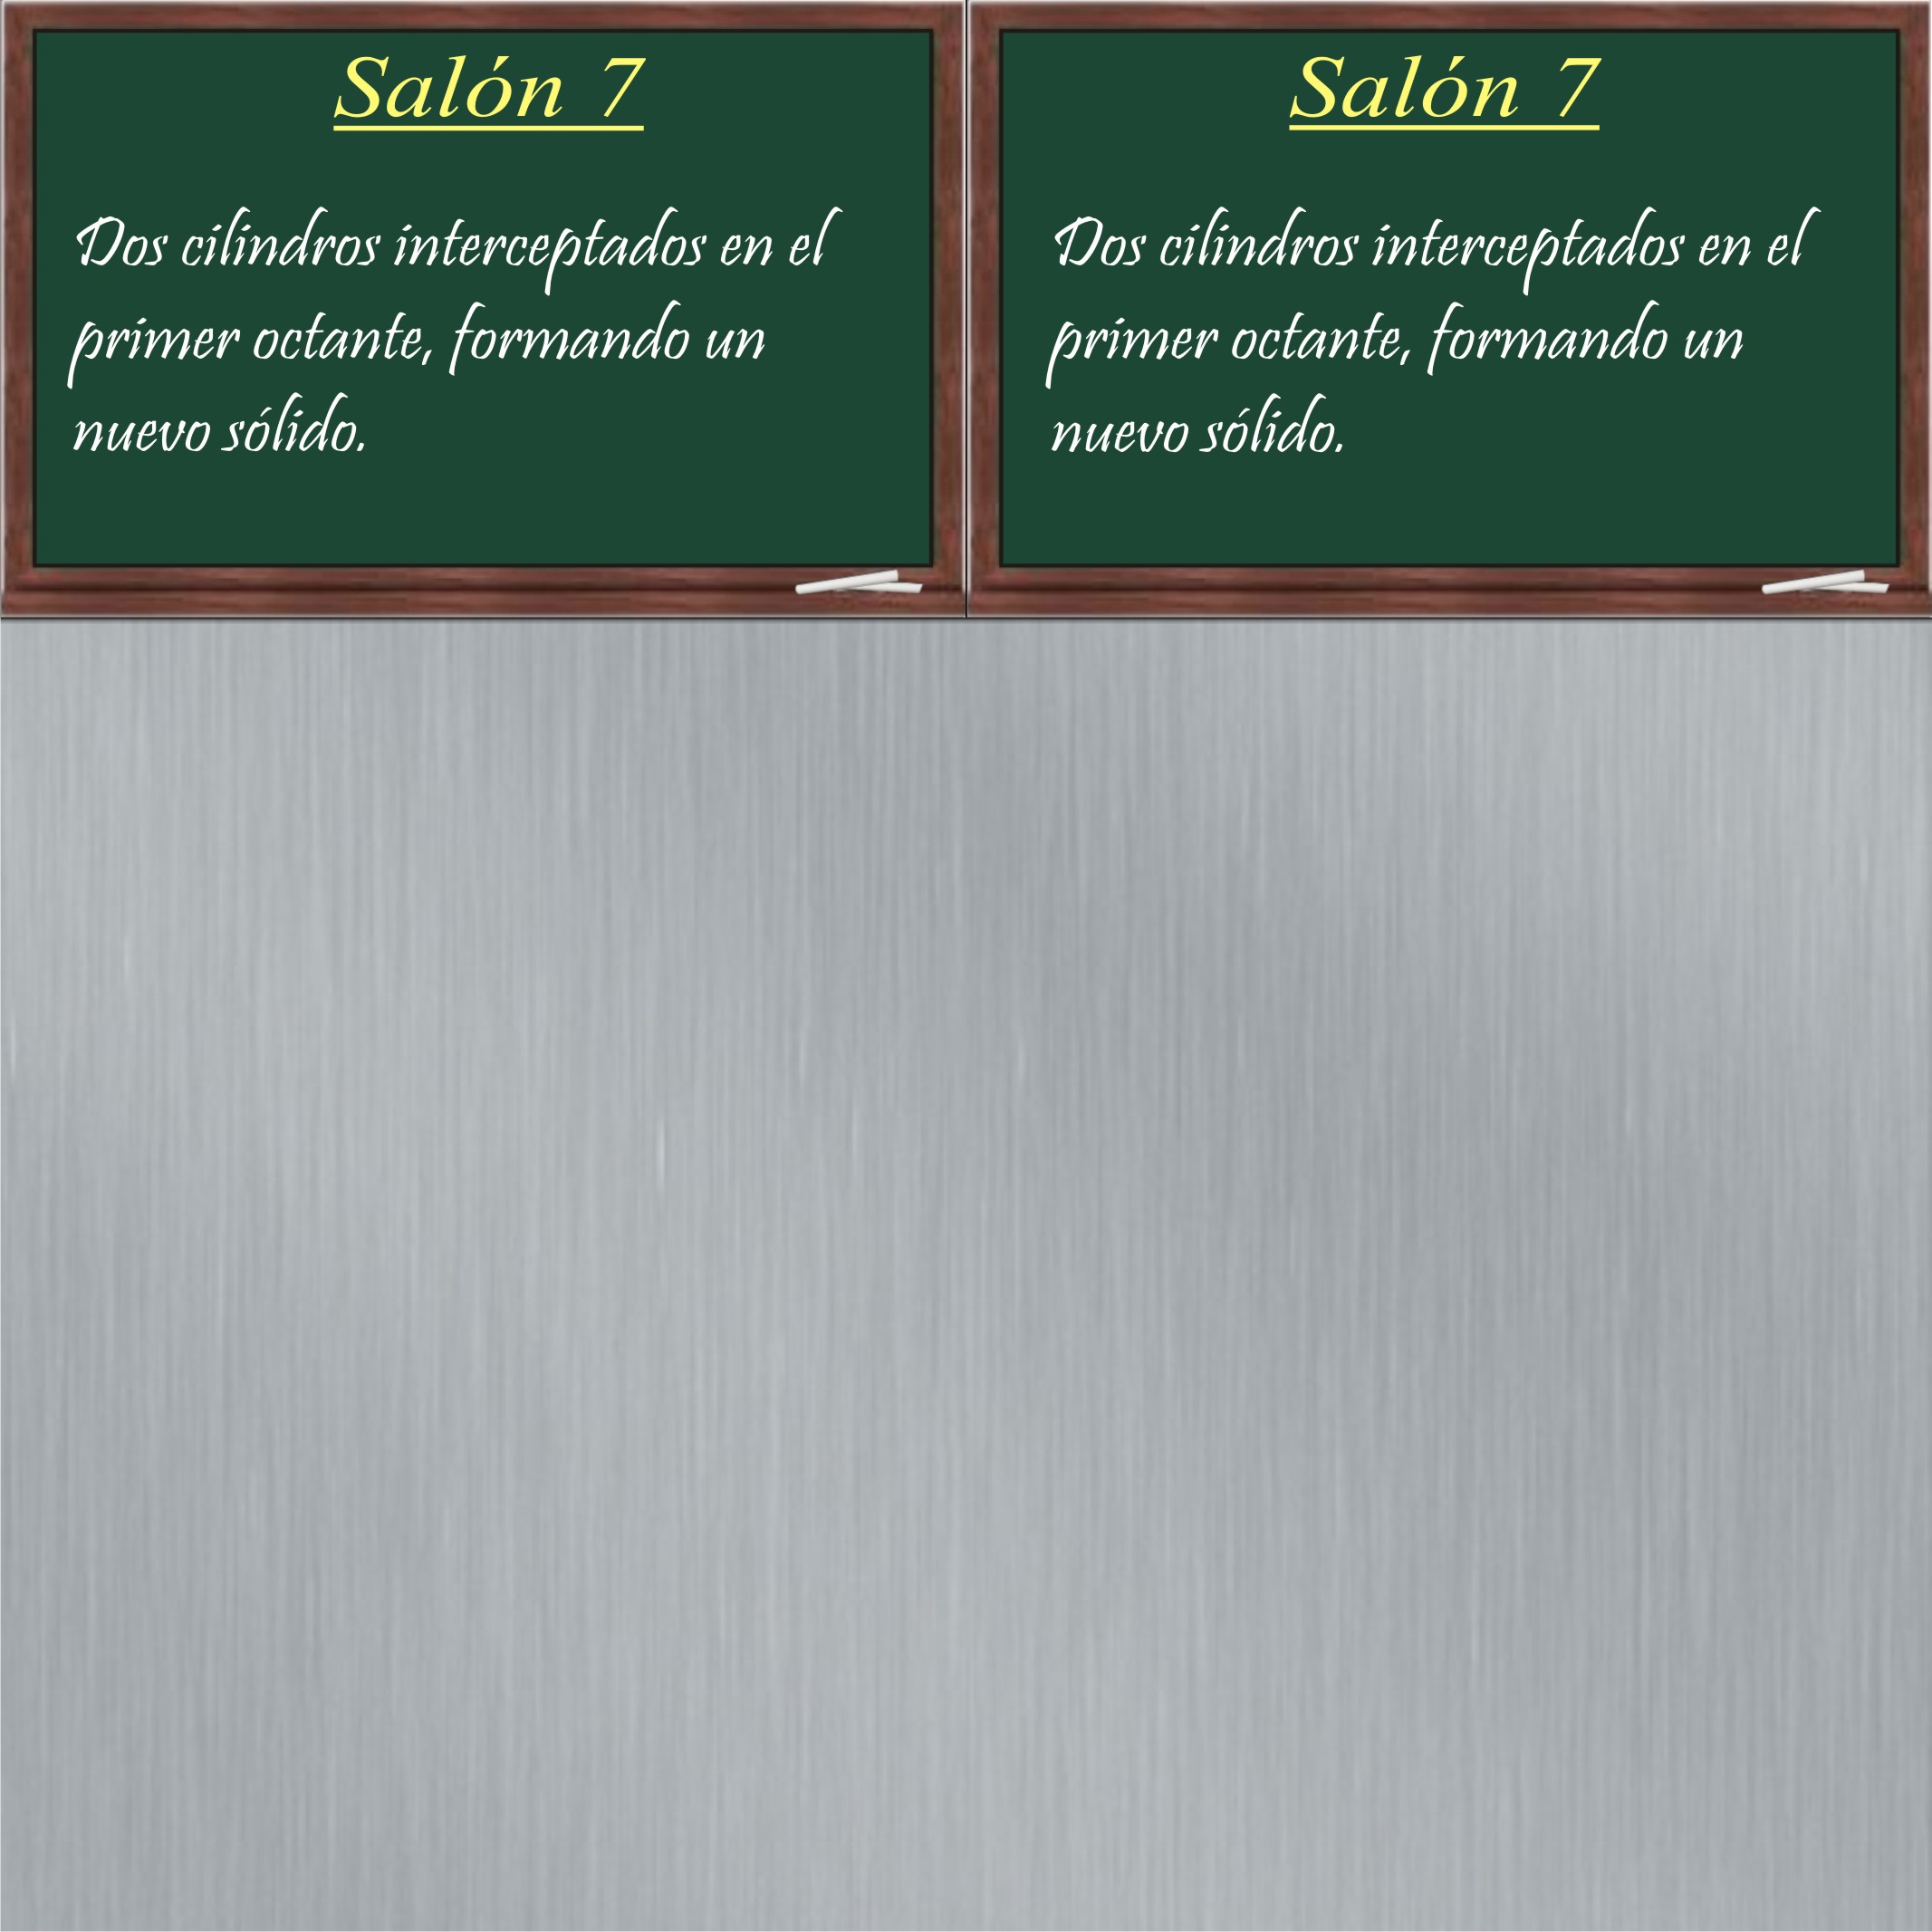 Salón 7
Dos cilindros interceptados en el
primer octante, formando un
nuevo sólido.
Salón 7
Dos cilindros interceptados en el
primer octante, formando un
nuevo sólido.